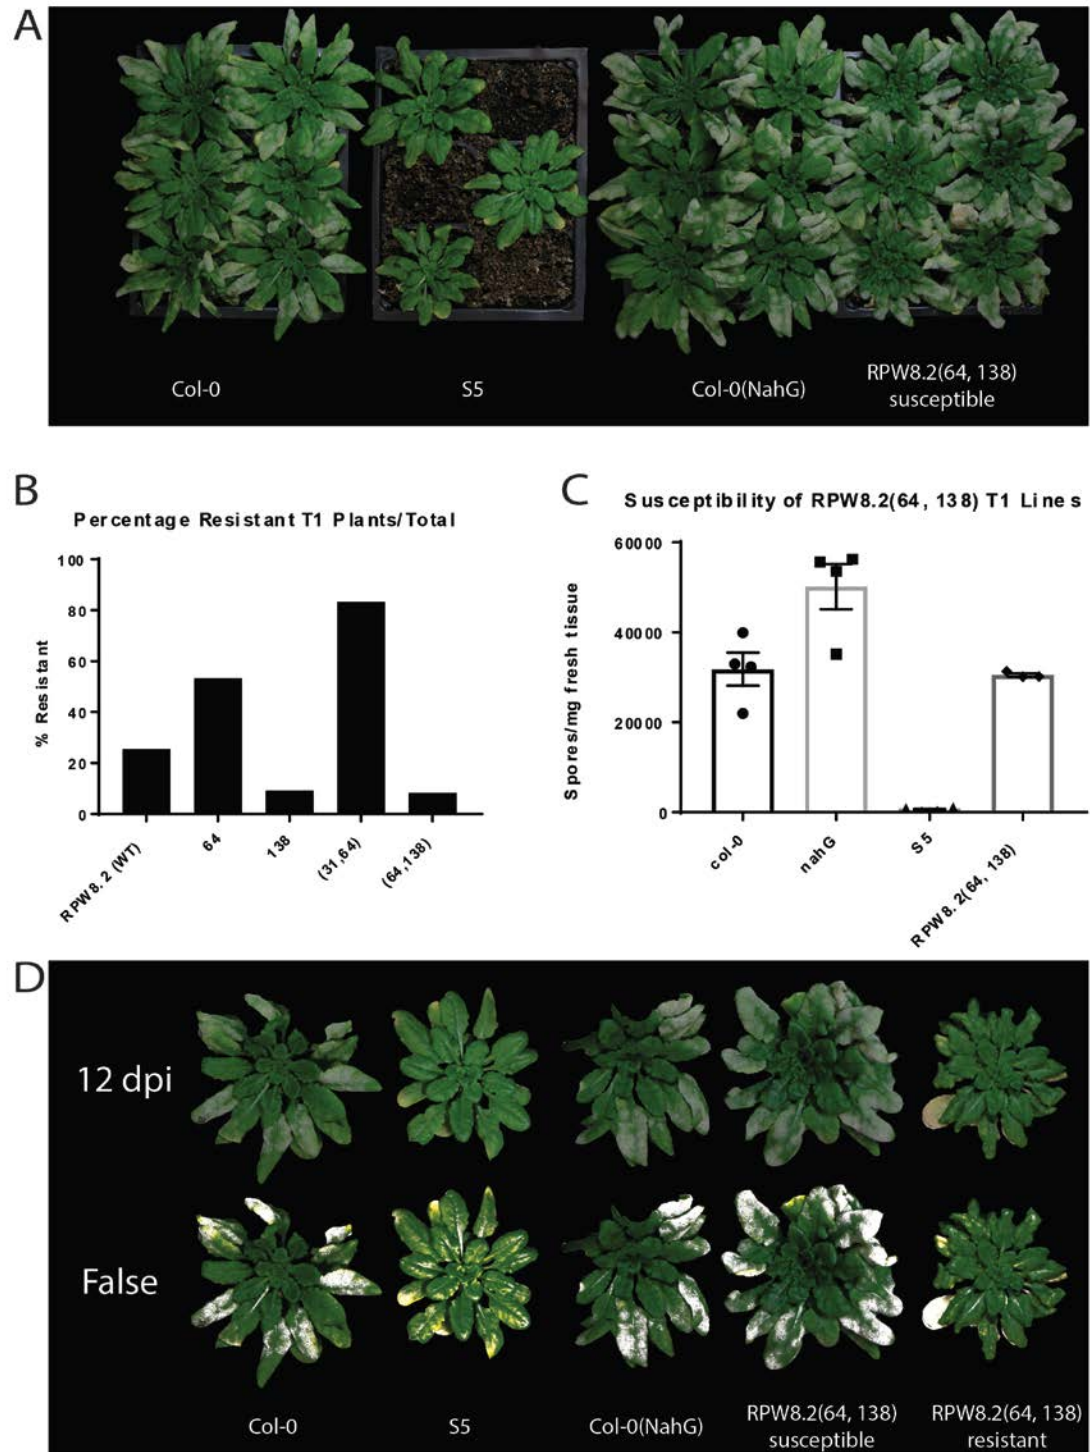 A
Col-0
S5
Col-0(NahG)
RPW8.2(64, 138)
susceptible
B
Percentage Resistant T1 Plants/Total
% Resistant
100
80
60
40
20
0
RPW8.2 (WT)
64
138
(31,64)
(64,138)
C
Susceptibility of RPW8.2(64, 138) T1 Lines
Spores/mg fresh tissue
60000
40000
20000
0
col-0
nahG
S5
RPW8.2(64, 138)
D
12 dpi
False
Col-0
S5
Col-0(NahG)
RPW8.2(64, 138)
susceptible
RPW8.2(64, 138)
resistant